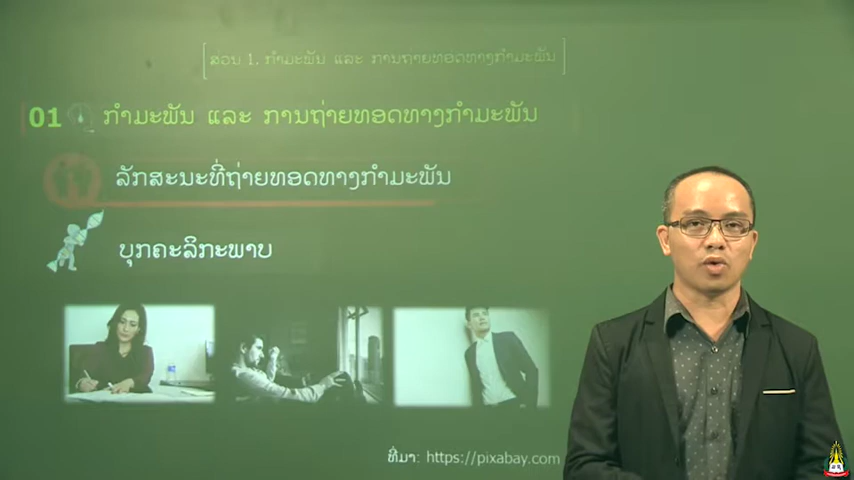 [ສ່ວນ 1. ກຳມະພັນ ແລະ ການຖ່າຍທອດທາງກຳມະພັນ]
01 ກຳມະພັນ ແລະ ການຖ່າຍທອດທາງກຳມະພັນ
ລັກສະນະທີ່ຖ່າຍທອດທາງກຳມະພັນ
ບຸກຄະລິກະພາບ
ທີ່ມາ: https://pixabay.com